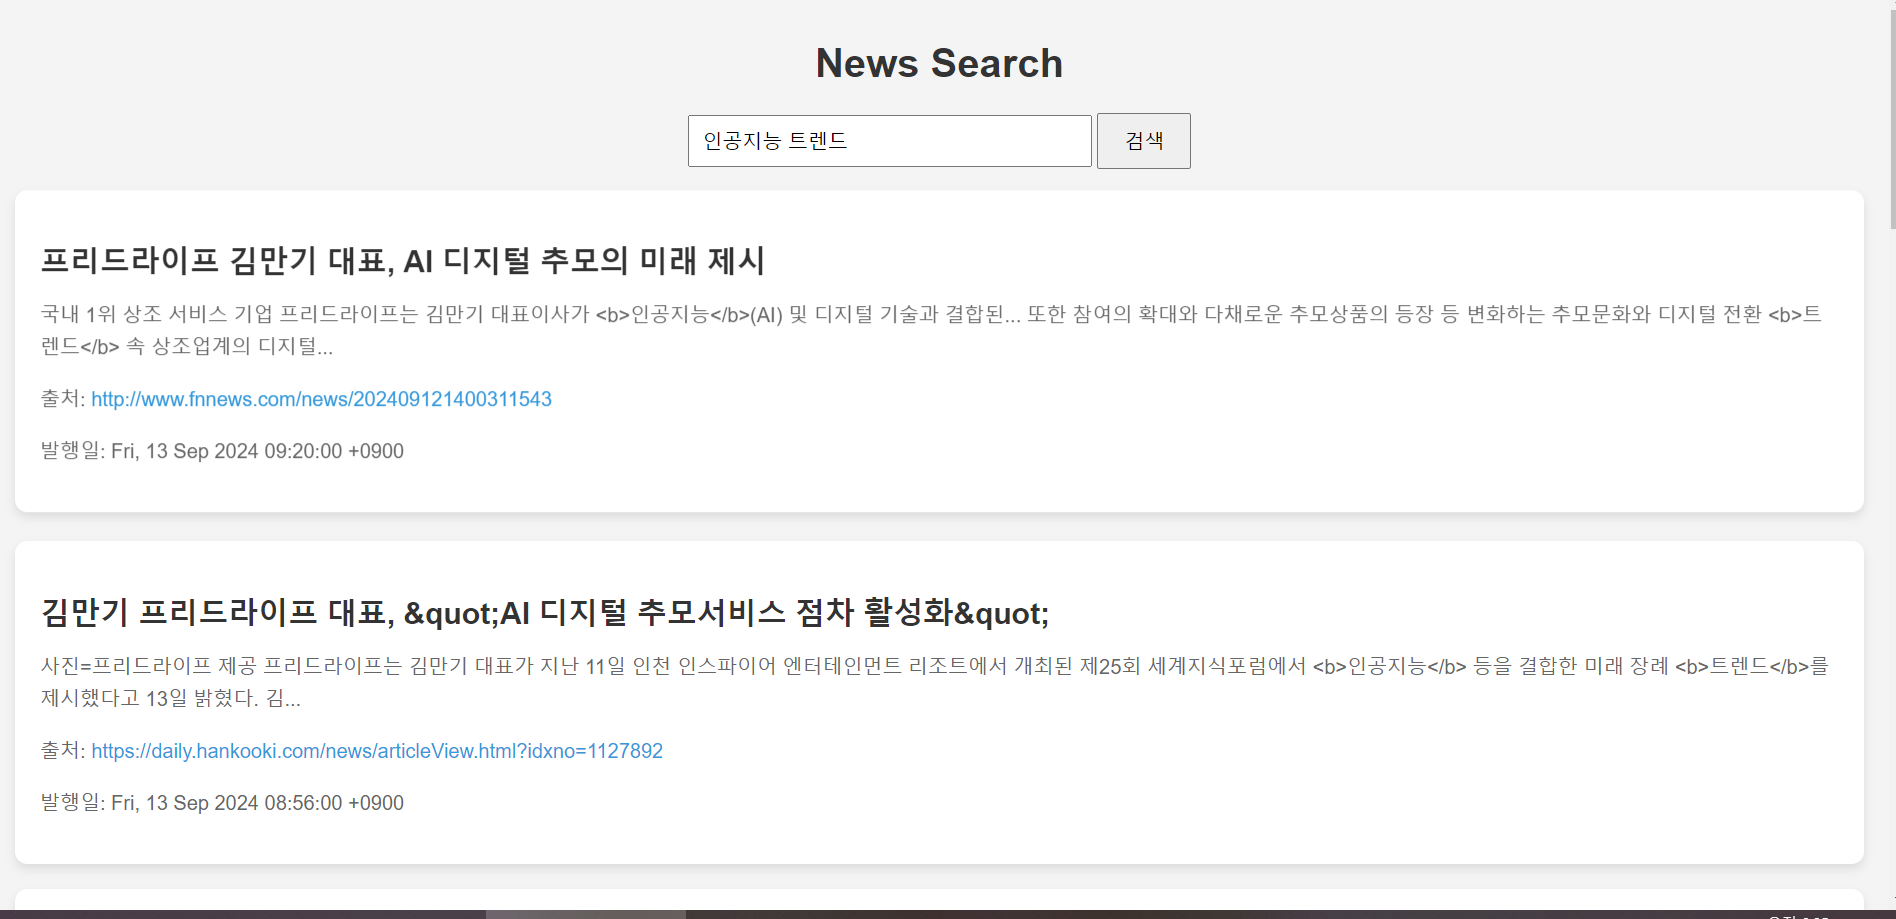 News Search
인공지능 트렌드
검색
프리드라이프 김만기 대표, AI 디지털 추모의 미래 제시
국내 1위 상조 서비스 기업 프리드라이프는 김만기 대표이사가 <b>인공지능</b>(AI) 및 디지털 기술과 결합된... 또한 참여의 확대와 다채로운 추모상품의 등장 등 변화하는 추모문화와 디지털 전환 <b>트
렌드</b> 속 상조업계의 디지털...
출처: http://www.fnnews.com/news/202409121400311543
발행일: Fri, 13 Sep 2024 09:20:00 +0900
김만기 프리드라이프 대표, &quot;AI 디지털 추모서비스 점차 활성화&quot;
사진=프리드라이프 제공 프리드라이프는 김만기 대표가 지난 11일 인천 인스파이어 엔터테인먼트 리조트에서 개최된 제25회 세계지식포럼에서 <b>인공지능</b> 등을 결합한 미래 장례 <b>트렌드</b>를
제시했다고 13일 밝혔다. 김...
출처: https://daily.hankooki.com/news/articleView.html?idxno=1127892
발행일: Fri, 13 Sep 2024 08:56:00 +0900